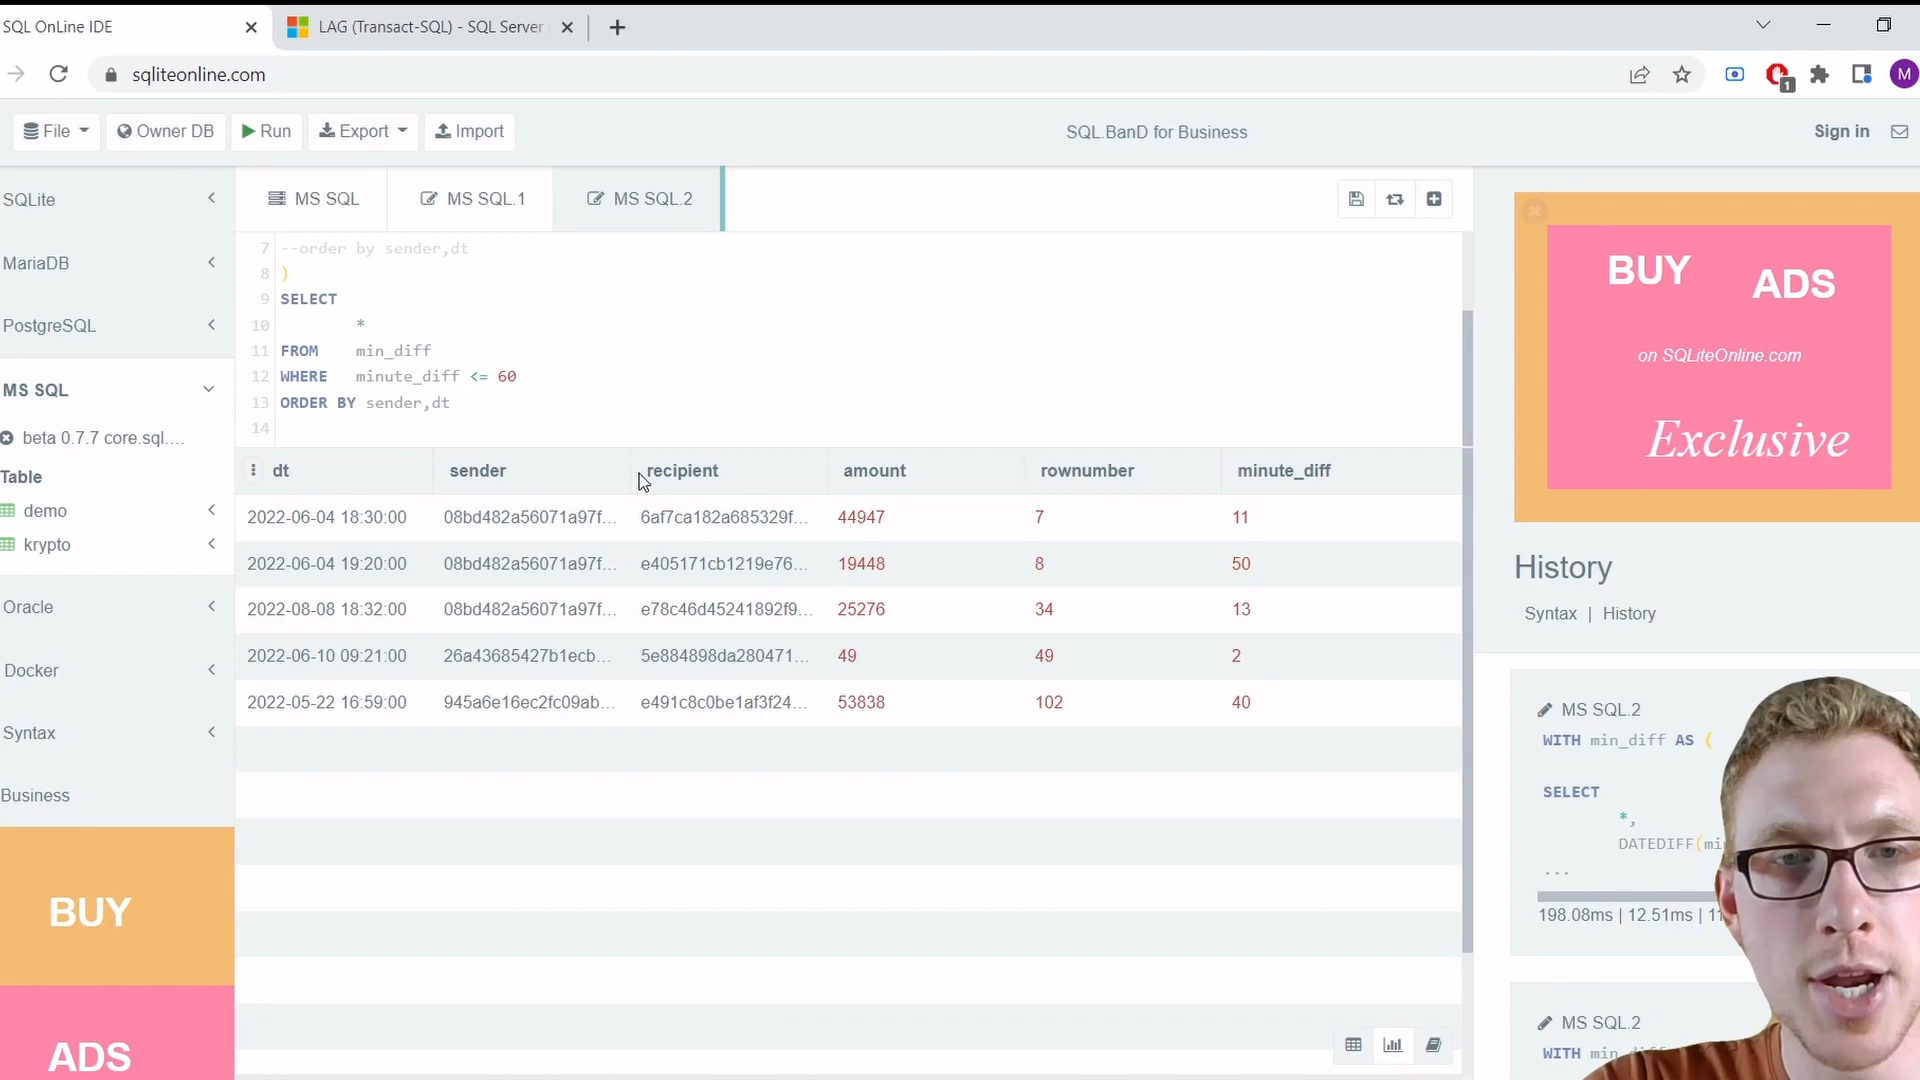 SQL OnLine IDE
LAG (Transact-SQL) - SQL Server
sqliteonline.com
1
M
File
Owner DB
Run
Export
Import
SQL.BanD for Business
Sign in
SQLite
MariaDB
PostgreSQL
MS SQL
beta 0.7.7 core.sql....
Table
demo
krypto
Oracle
Docker
Syntax
Business
BUY
ADS
MS SQL
MS SQL.1
MS SQL.2
7 --order by sender,dt
8 )
9 SELECT
10 *
11 FROM min_diff
12 WHERE minute_diff <= 60
13 ORDER BY sender,dt
14
dt sender recipient amount rownumber minute_diff
2022-06-04 18:30:00 08bd482a56071a97f... 6af7ca182a685329f... 44947 7 11
2022-06-04 19:20:00 08bd482a56071a97f... e405171cb1219e76... 19448 8 50
2022-08-08 18:32:00 08bd482a56071a97f... e78c46d45241892f9... 25276 34 13
2022-06-10 09:21:00 26a43685427b1ecb... 5e884898da280471... 49 49 2
2022-05-22 16:59:00 945a6e16ec2fc09ab... e491c8c0be1af3f24... 53838 102 40
BUY ADS
on SQLiteOnline.com
Exclusive
History
Syntax | History
MS SQL.2
WITH min_diff AS (
SELECT
*,
DATEDIFF(mi
...
198.08ms | 12.51ms | 11
MS SQL.2
WITH min